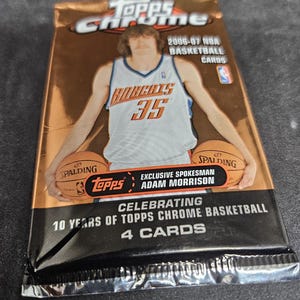 Topps
Chrome
2006-07 NBA
BASKETBALL
CARDS
BOBCATS
35
SPALDING
SPALDING
Topps
EXCLUSIVE SPOKESMAN
ADAM MORRISON
CELEBRATING
10 YEARS OF TOPPS CHROME BASKETBALL
4 CARDS